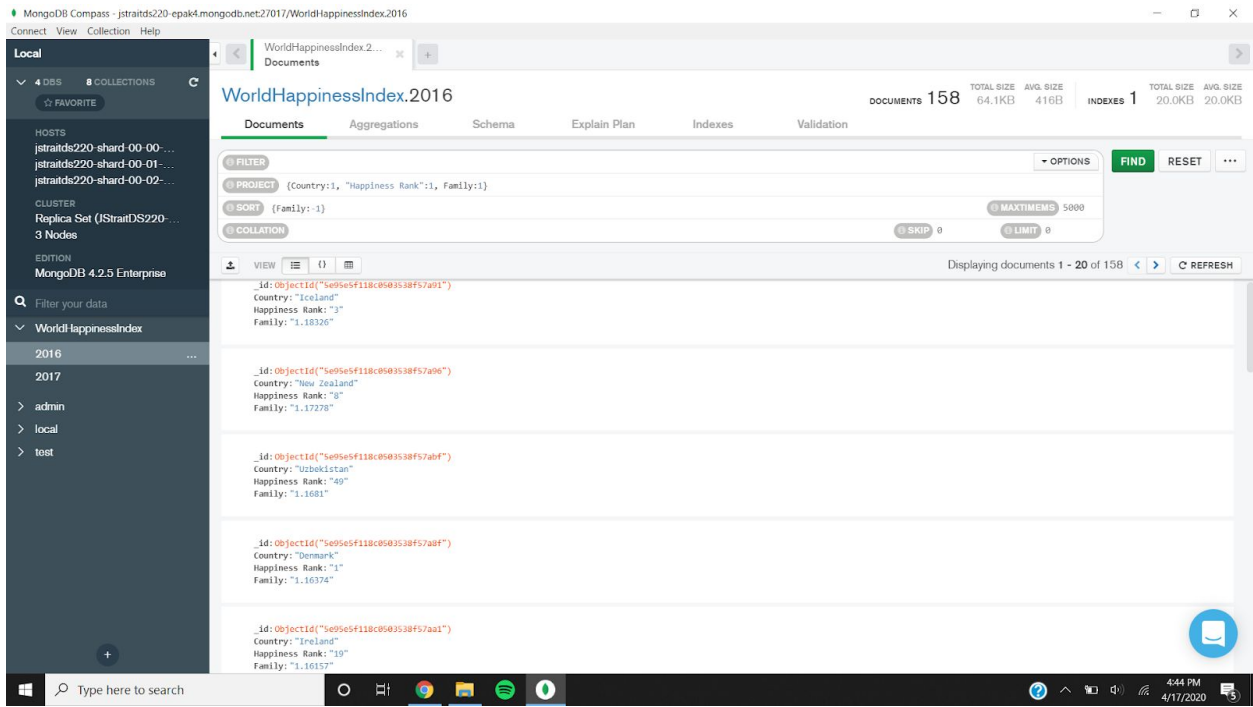 MongoDB Compass - jstraitds220-epak4.mongodb.net:27017/WorldHappinessIndex.2016
Connect View Collection Help
Local
4 DBS 8 COLLECTIONS
FAVORITE
HOSTS
jstraitds220-shard-00-00-...
jstraitds220-shard-00-01-...
jstraitds220-shard-00-02-...
CLUSTER
Replica Set (JStraitDS220-...
3 Nodes
EDITION
MongoDB 4.2.5 Enterprise
Filter your data
WorldHappinessIndex
2016 ...
2017
admin
local
test
WorldHappinessIndex.2...
Documents
WorldHappinessIndex.2016
DOCUMENTS 158 TOTAL SIZE 64.1KB AVG. SIZE 416B INDEXES 1 TOTAL SIZE 20.0KB AVG. SIZE 20.0KB
Documents Aggregations Schema Explain Plan Indexes Validation
FILTER OPTIONS FIND RESET ...
PROJECT {Country:1, "Happiness Rank":1, Family:1}
SORT {Family:-1} MAXTIMEMS 5000
COLLATION SKIP 0 LIMIT 0
VIEW {} Displaying documents 1 - 20 of 158 < > REFRESH
_id:ObjectId("5e95e5f118c0503538f57a91")
Country:"Iceland"
Happiness Rank:"3"
Family:"1.18326"
_id:ObjectId("5e95e5f118c0503538f57a96")
Country:"New Zealand"
Happiness Rank:"8"
Family:"1.17278"
_id:ObjectId("5e95e5f118c0503538f57abf")
Country:"Uzbekistan"
Happiness Rank:"49"
Family:"1.1681"
_id:ObjectId("5e95e5f118c0503538f57a8f")
Country:"Denmark"
Happiness Rank:"1"
Family:"1.16374"
_id:ObjectId("5e95e5f118c0503538f57aa1")
Country:"Ireland"
Happiness Rank:"19"
Family:"1.16157"
Type here to search
4:44 PM
4/17/2020
5